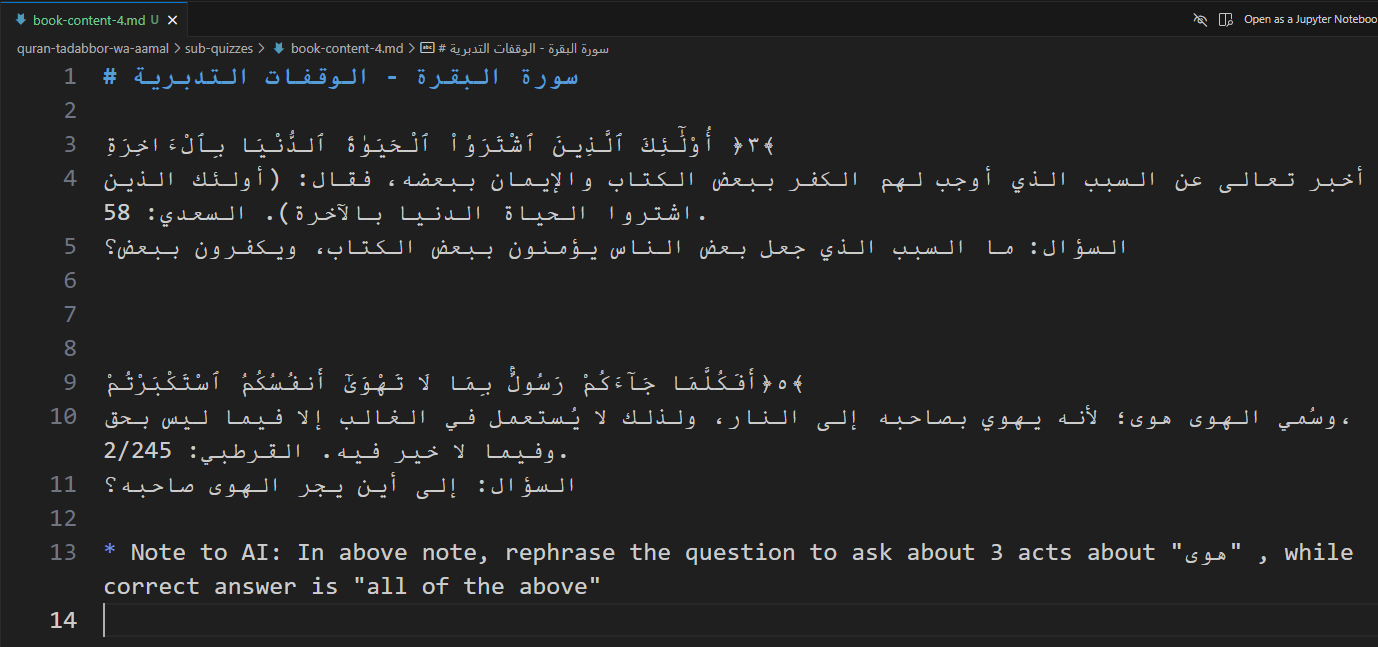 book-content-4.md U
Open as a Jupyter Noteboo
quran-tadabbor-wa-aamal > sub-quizzes > book-content-4.md > # سورة البقرة - الوقفات التدبرية
1 # سورة البقرة - الوقفات التدبرية
2
3 ﴿٣﴾ أُو۟لَٰٓئِكَ ٱلَّذِينَ ٱشْتَرَوُا۟ ٱلْحَيَوٰةَ ٱلدُّنْيَا بِٱلْءَاخِرَةِ
4 أخبر تعالى عن السبب الذي أوجب لهم الكفر ببعض الكتاب والإيمان ببعضه، فقال: (أولئك الذين
اشتروا الحياة الدنيا بالآخرة). السعدي: 58.
5 السؤال: ما السبب الذي جعل بعض الناس يؤمنون ببعض الكتاب، ويكفرون ببعض؟
6
7
8
9 ﴿٥﴾أَفَكُلَّمَا جَآءَكُمْ رَسُولٌۢ بِمَا لَا تَهْوَىٰٓ أَنفُسُكُمُ ٱسْتَكْبَرْتُمْ
10 وسُمي الهوى هوى؛ لأنه يهوي بصاحبه إلى النار، ولذلك لا يُستعمل في الغالب إلا فيما ليس بحق،
وفيما لا خير فيه. القرطبي: 2/245.
11 السؤال: إلى أين يجر الهوى صاحبه؟
12
13 * Note to AI: In above note, rephrase the question to ask about 3 acts about "هوى" , while
correct answer is "all of the above"
14